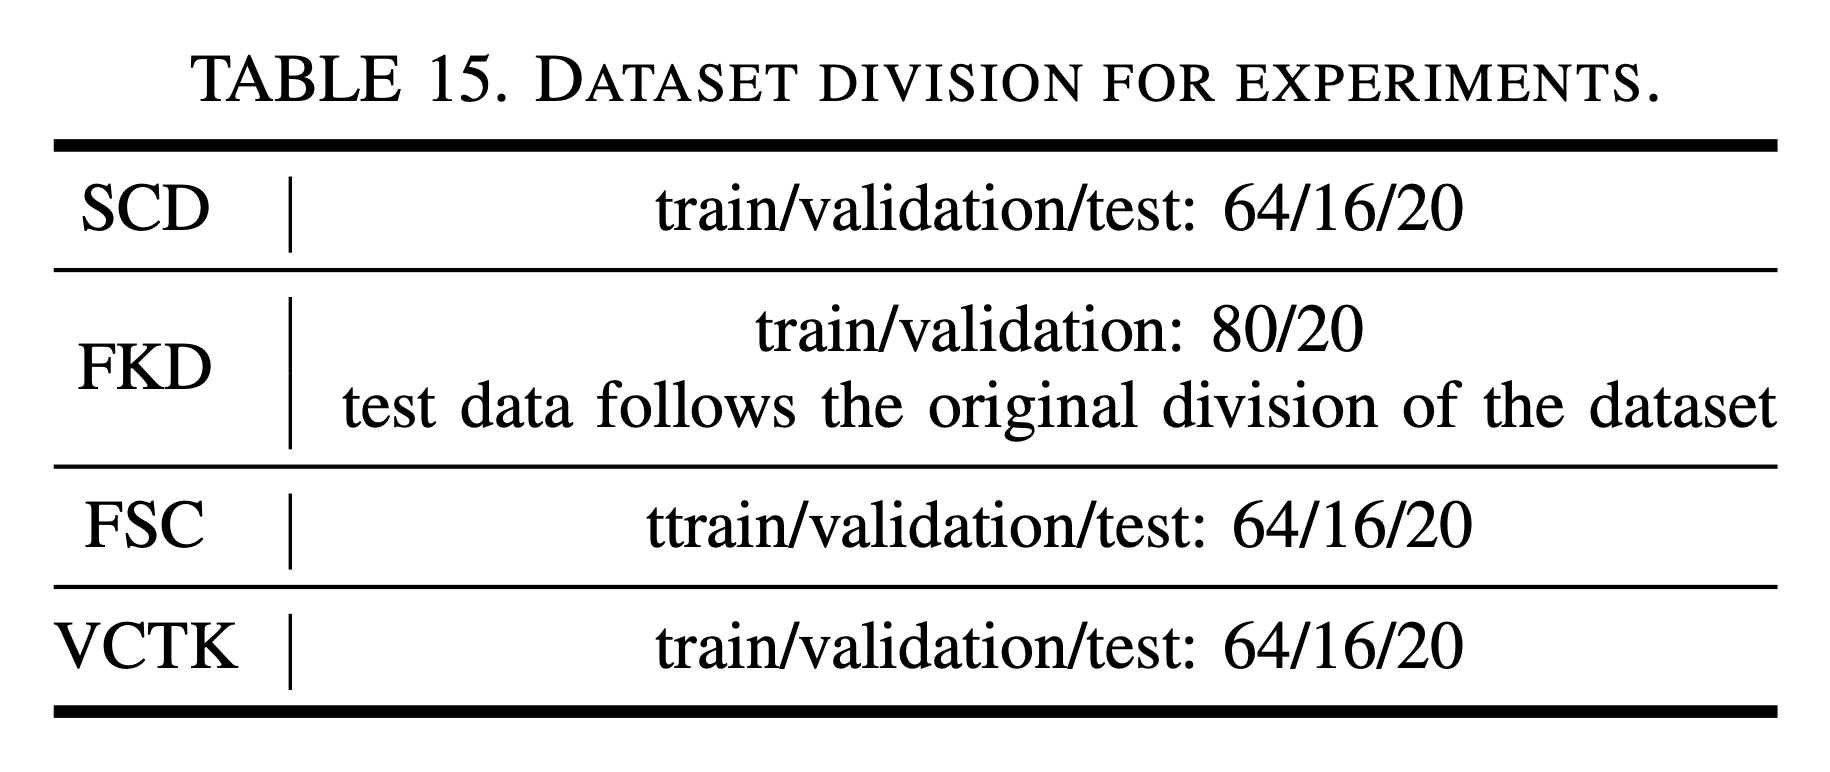 TABLE 15. DATASET DIVISION FOR EXPERIMENTS.
SCD train/validation/test: 64/16/20
train/validation: 80/20
FKD
test data follows the original division of the dataset
FSC ttrain/validation/test: 64/16/20
VCTK train/validation/test: 64/16/20